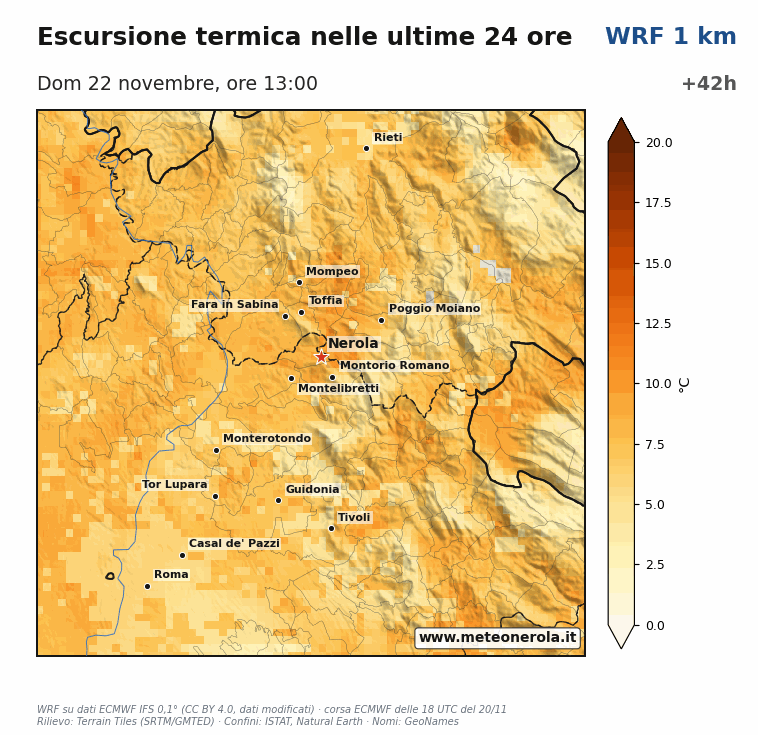 Escursione termica nelle ultime 24 ore WRF 1 km
Dom 22 novembre, ore 13:00 +42h
Rieti
Mompeo
Fara in Sabina
Toffia
Poggio Moiano
Nerola
Montorio Romano
Montelibretti
Monterotondo
Tor Lupara
Guidonia
Tivoli
Casal de' Pazzi
Roma
www.meteonerola.it
20.0
17.5
15.0
12.5
10.0
7.5
5.0
2.5
0.0
°C
WRF su dati ECMWF IFS 0,1° (CC BY 4.0, dati modificati) · corsa ECMWF delle 18 UTC del 20/11
Rilievo: Terrain Tiles (SRTM/GMTED) · Confini: ISTAT, Natural Earth · Nomi: GeoNames